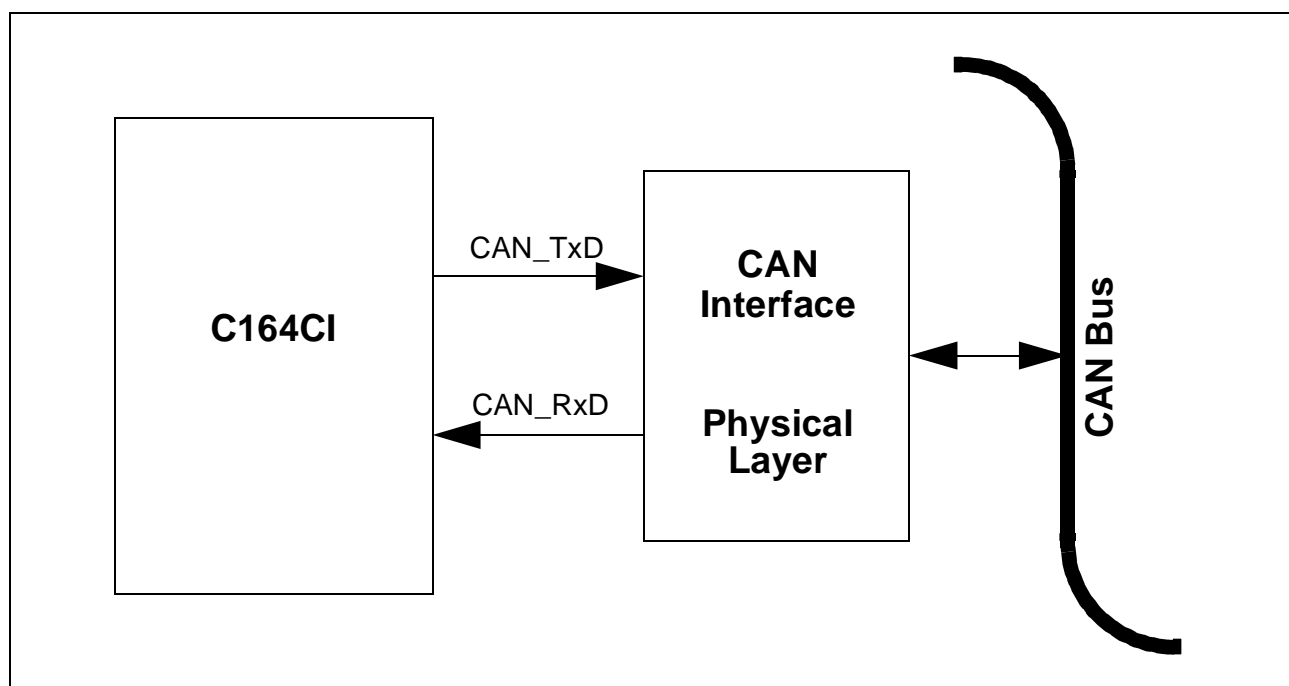 C164CI
CAN_TxD
CAN_RxD
CAN
Interface
Physical
Layer
CAN Bus